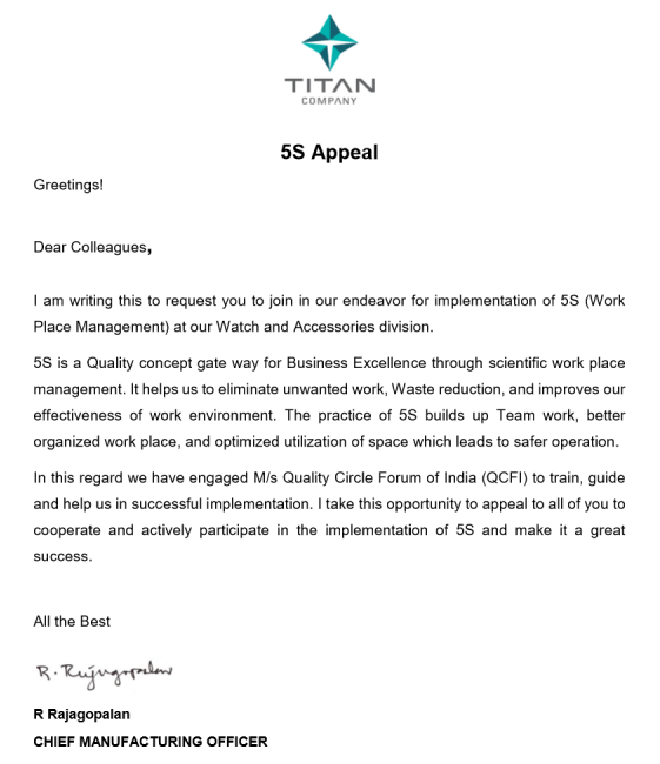 TITAN
COMPANY
5S Appeal
Greetings!
Dear Colleagues,
I am writing this to request you to join in our endeavor for implementation of 5S (Work
Place Management) at our Watch and Accessories division.
5S is a Quality concept gate way for Business Excellence through scientific work place
management. It helps us to eliminate unwanted work, Waste reduction, and improves our
effectiveness of work environment. The practice of 5S builds up Team work, better
organized work place, and optimized utilization of space which leads to safer operation.
In this regard we have engaged M/s Quality Circle Forum of India (QCFI) to train, guide
and help us in successful implementation. I take this opportunity to appeal to all of you to
cooperate and actively participate in the implementation of 5S and make it a great
success.
All the Best
R. Rajagopalan
R Rajagopalan
CHIEF MANUFACTURING OFFICER